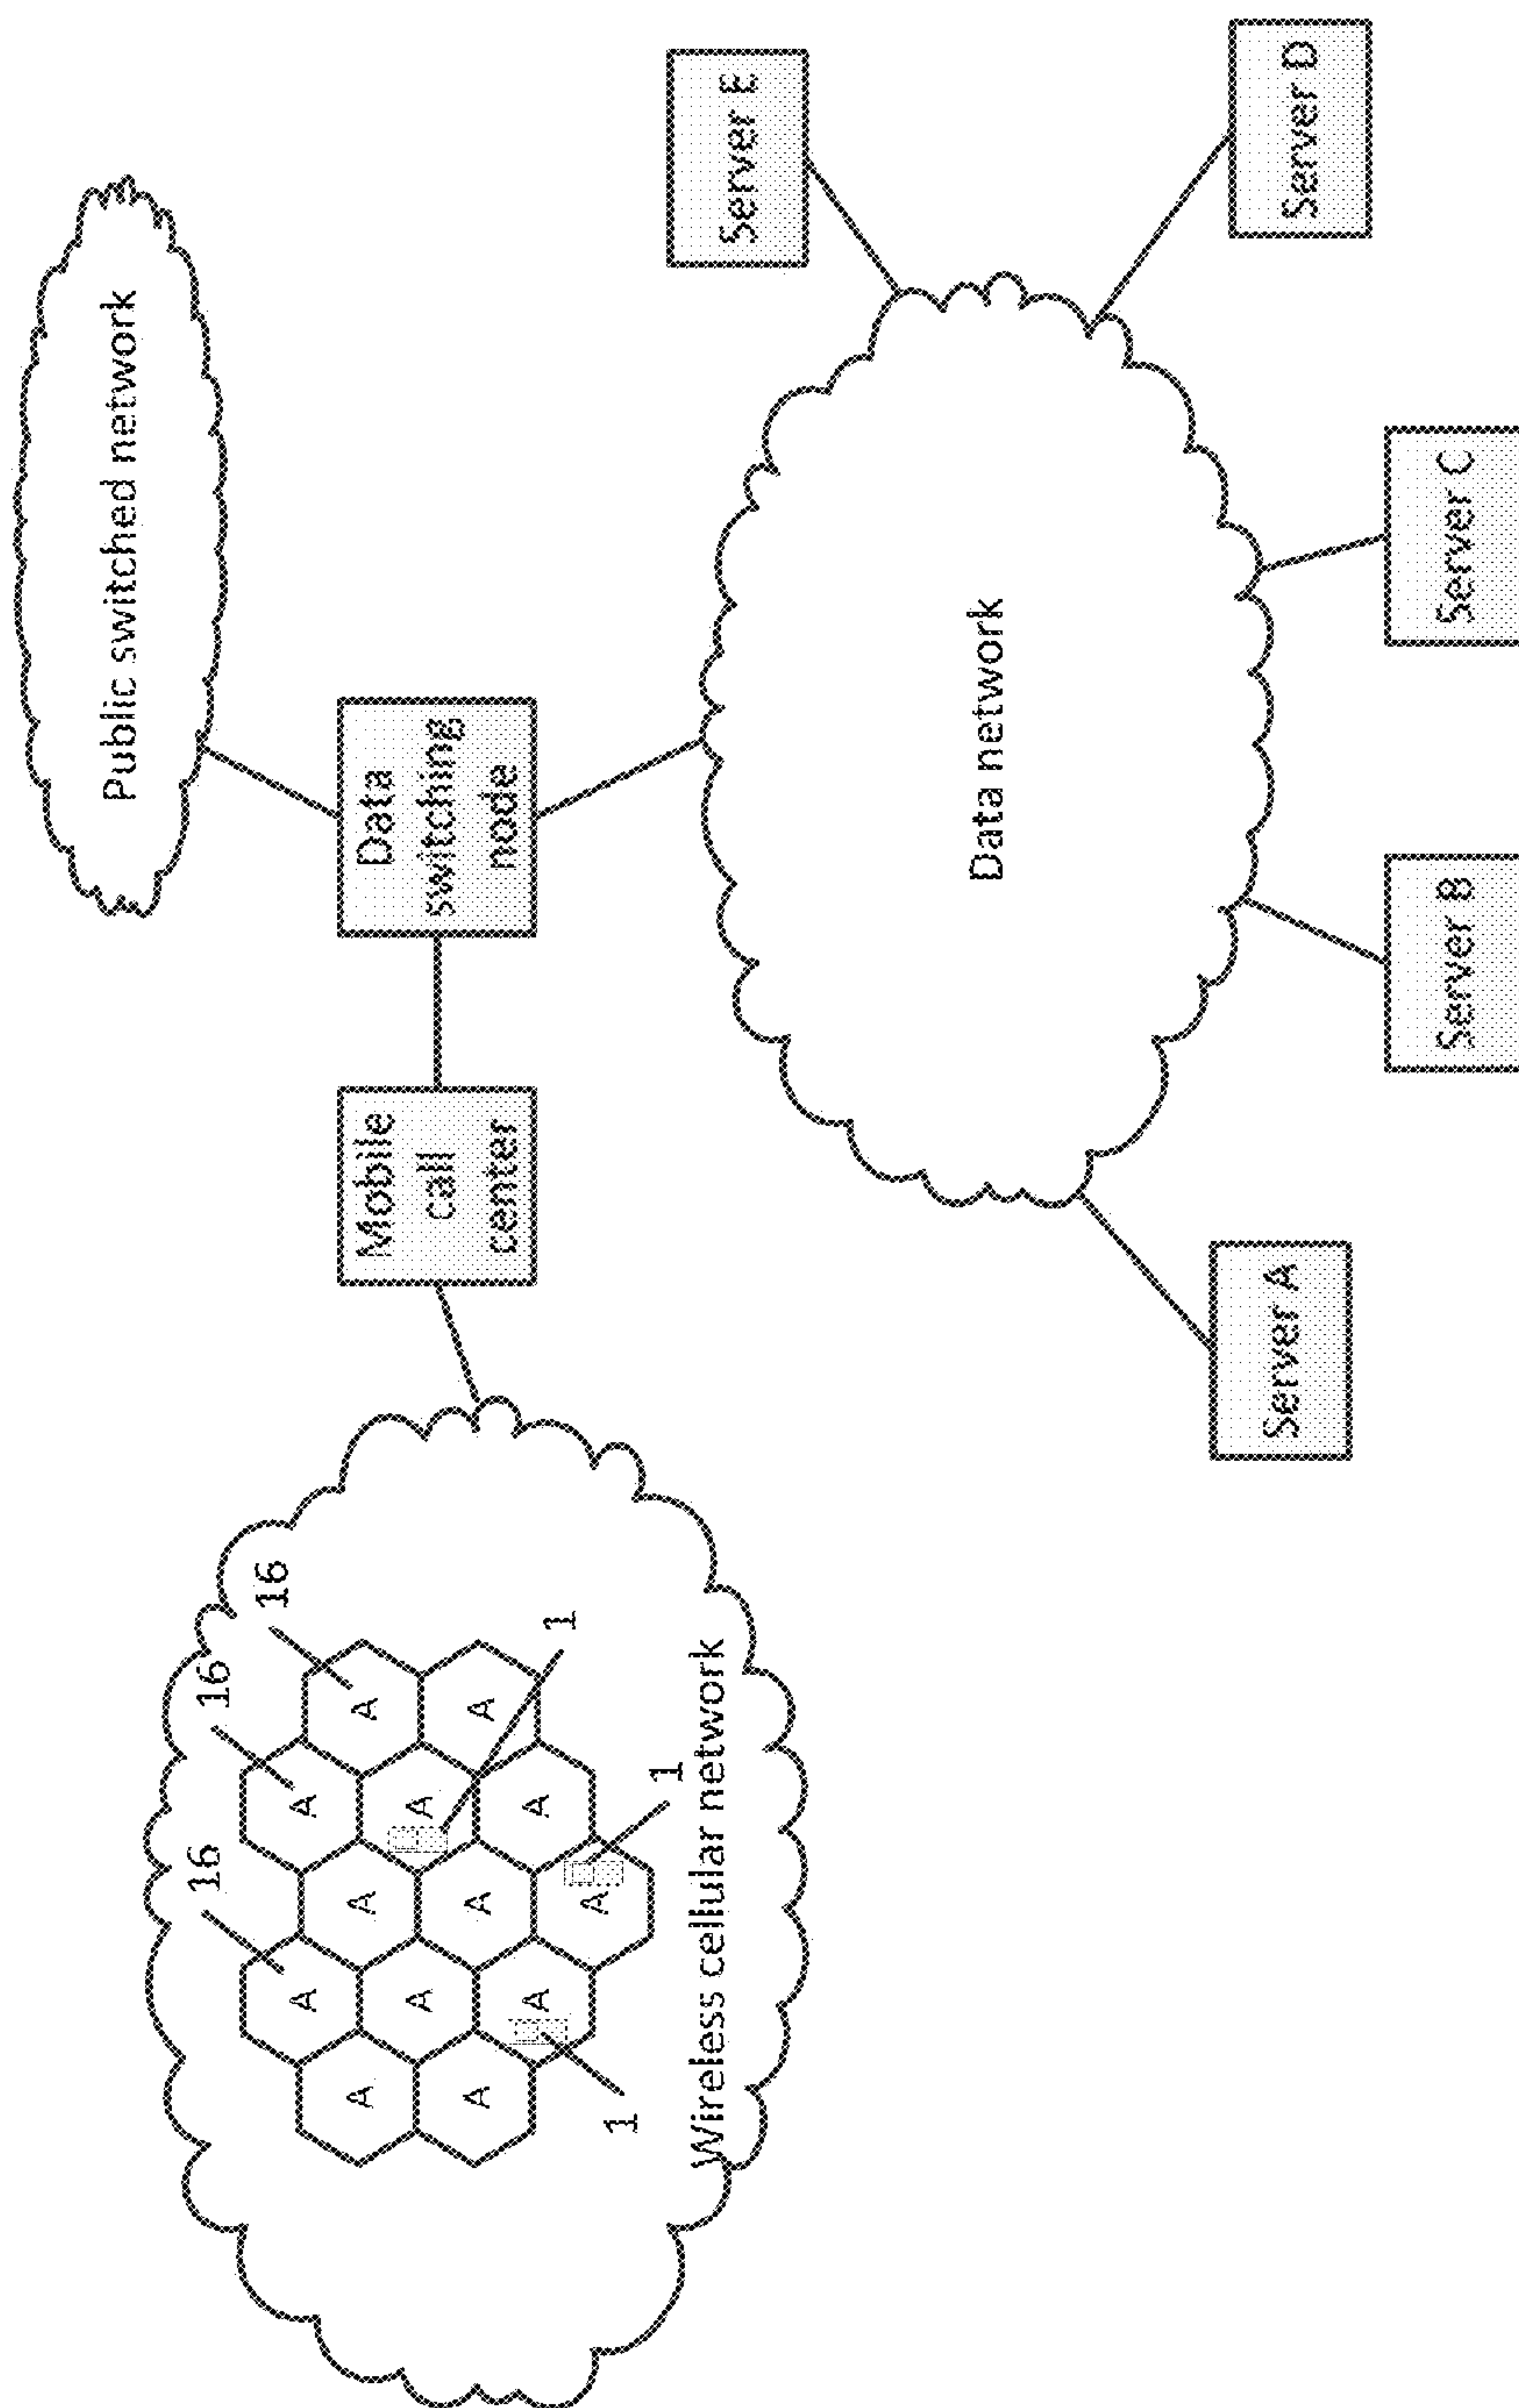 Public switched network
16
16
16
A A
A A A
A A
A A A
A A
A
1
1
1
Wireless cellular network
Mobile
call
center
Data
switching
node
Data network
Server A
Server B
Server C
Server D
Server E